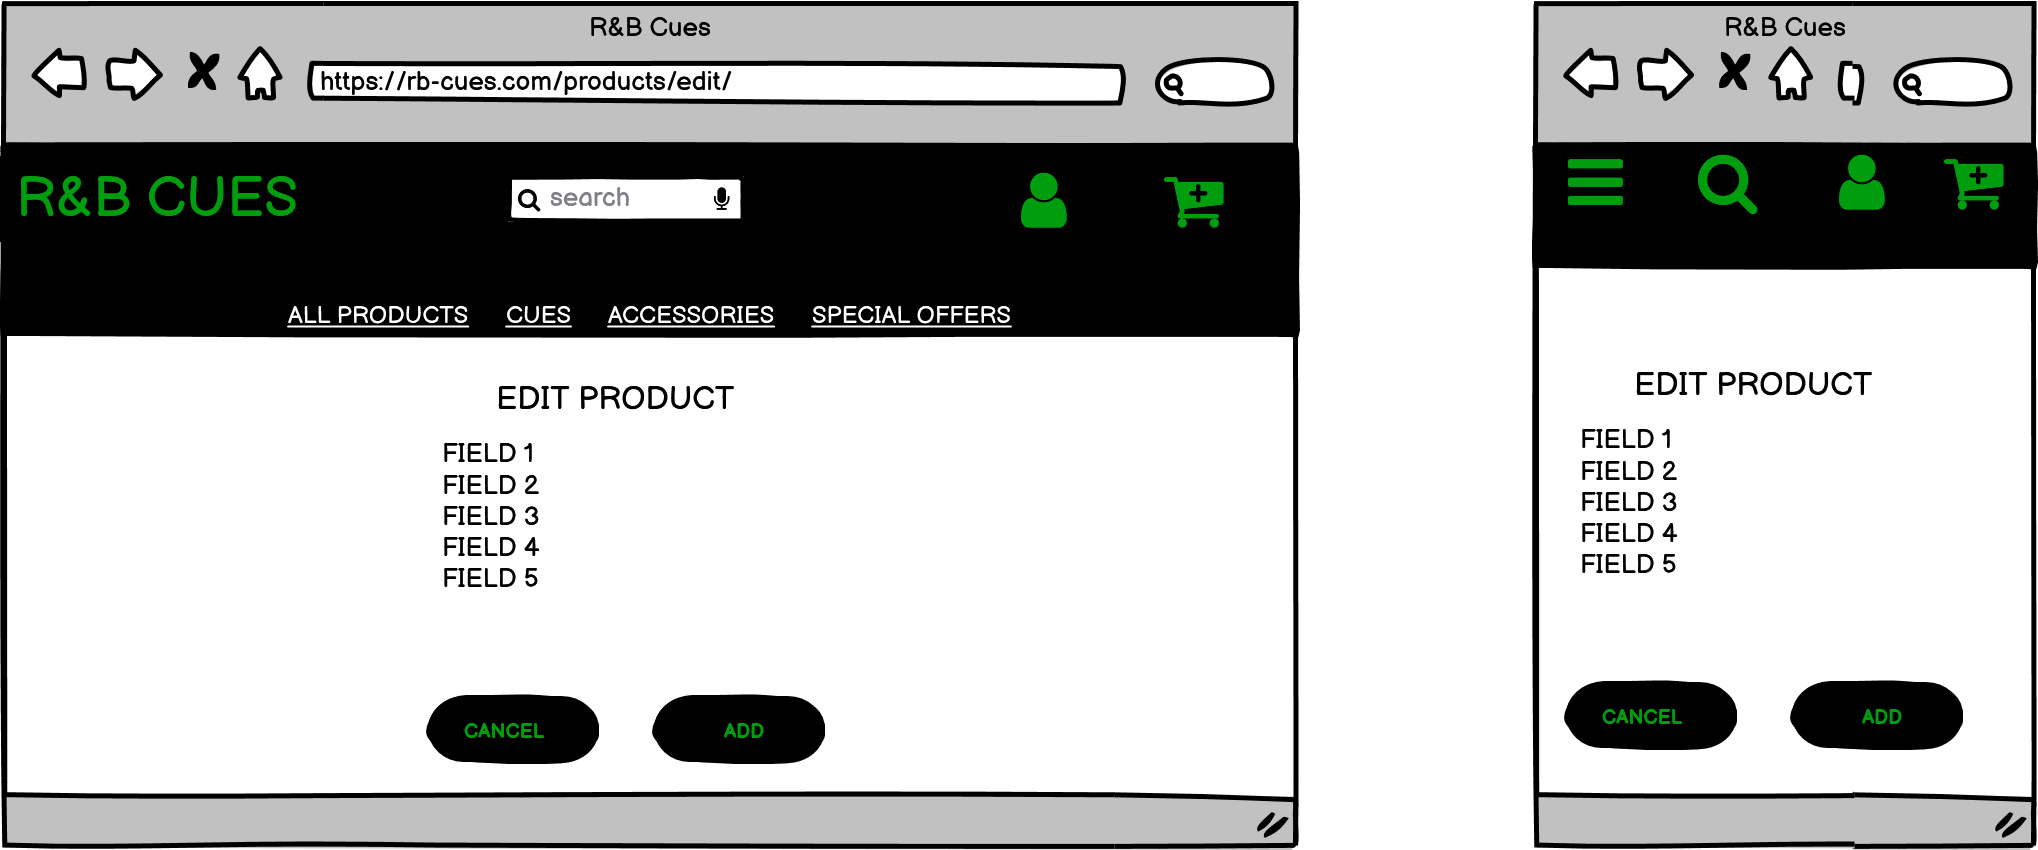 R&B Cues
https://rb-cues.com/products/edit/
R&B CUES
search
ALL PRODUCTS CUES ACCESSORIES SPECIAL OFFERS
EDIT PRODUCT
FIELD 1
FIELD 2
FIELD 3
FIELD 4
FIELD 5
CANCEL ADD
R&B Cues
EDIT PRODUCT
FIELD 1
FIELD 2
FIELD 3
FIELD 4
FIELD 5
CANCEL ADD